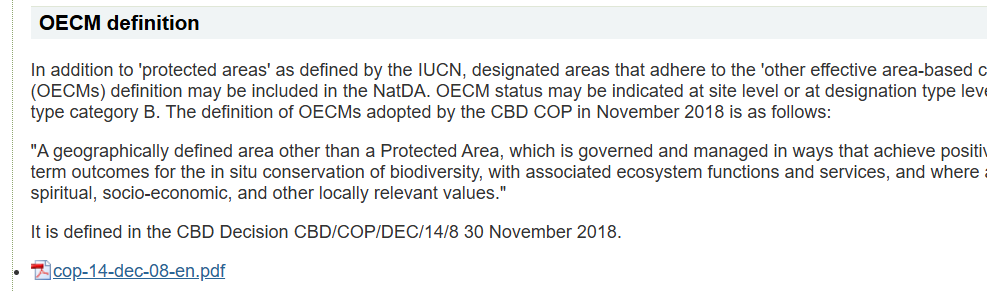 OECM definition
In addition to 'protected areas' as defined by the IUCN, designated areas that adhere to the 'other effective area-based
(OECMs) definition may be included in the NatDA. OECM status may be indicated at site level or at designation type
type category B. The definition of OECMs adopted by the CBD COP in November 2018 is as follows:
"A geographically defined area other than a Protected Area, which is governed and managed in ways that achieve
term outcomes for the in situ conservation of biodiversity, with associated ecosystem functions and services, and where
spiritual, socio-economic, and other locally relevant values."
It is defined in the CBD Decision CBD/COP/DEC/14/8 30 November 2018.
cop-14-dec-08-en.pdf